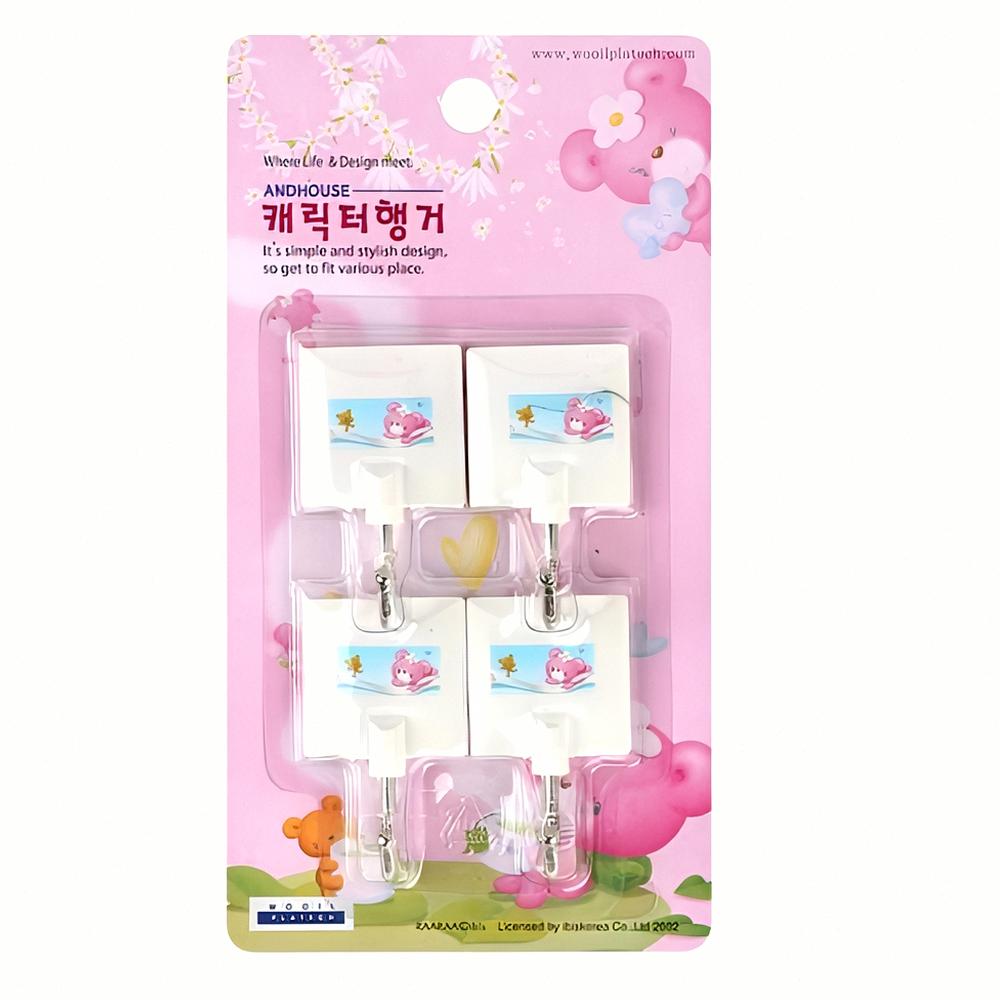 Where Life & Design meet.
ANDHOUSE
캐릭터행거
It's simple and stylish design,
so get to fit various place.
WOOIL
Licensed by Co.,Ltd 2002